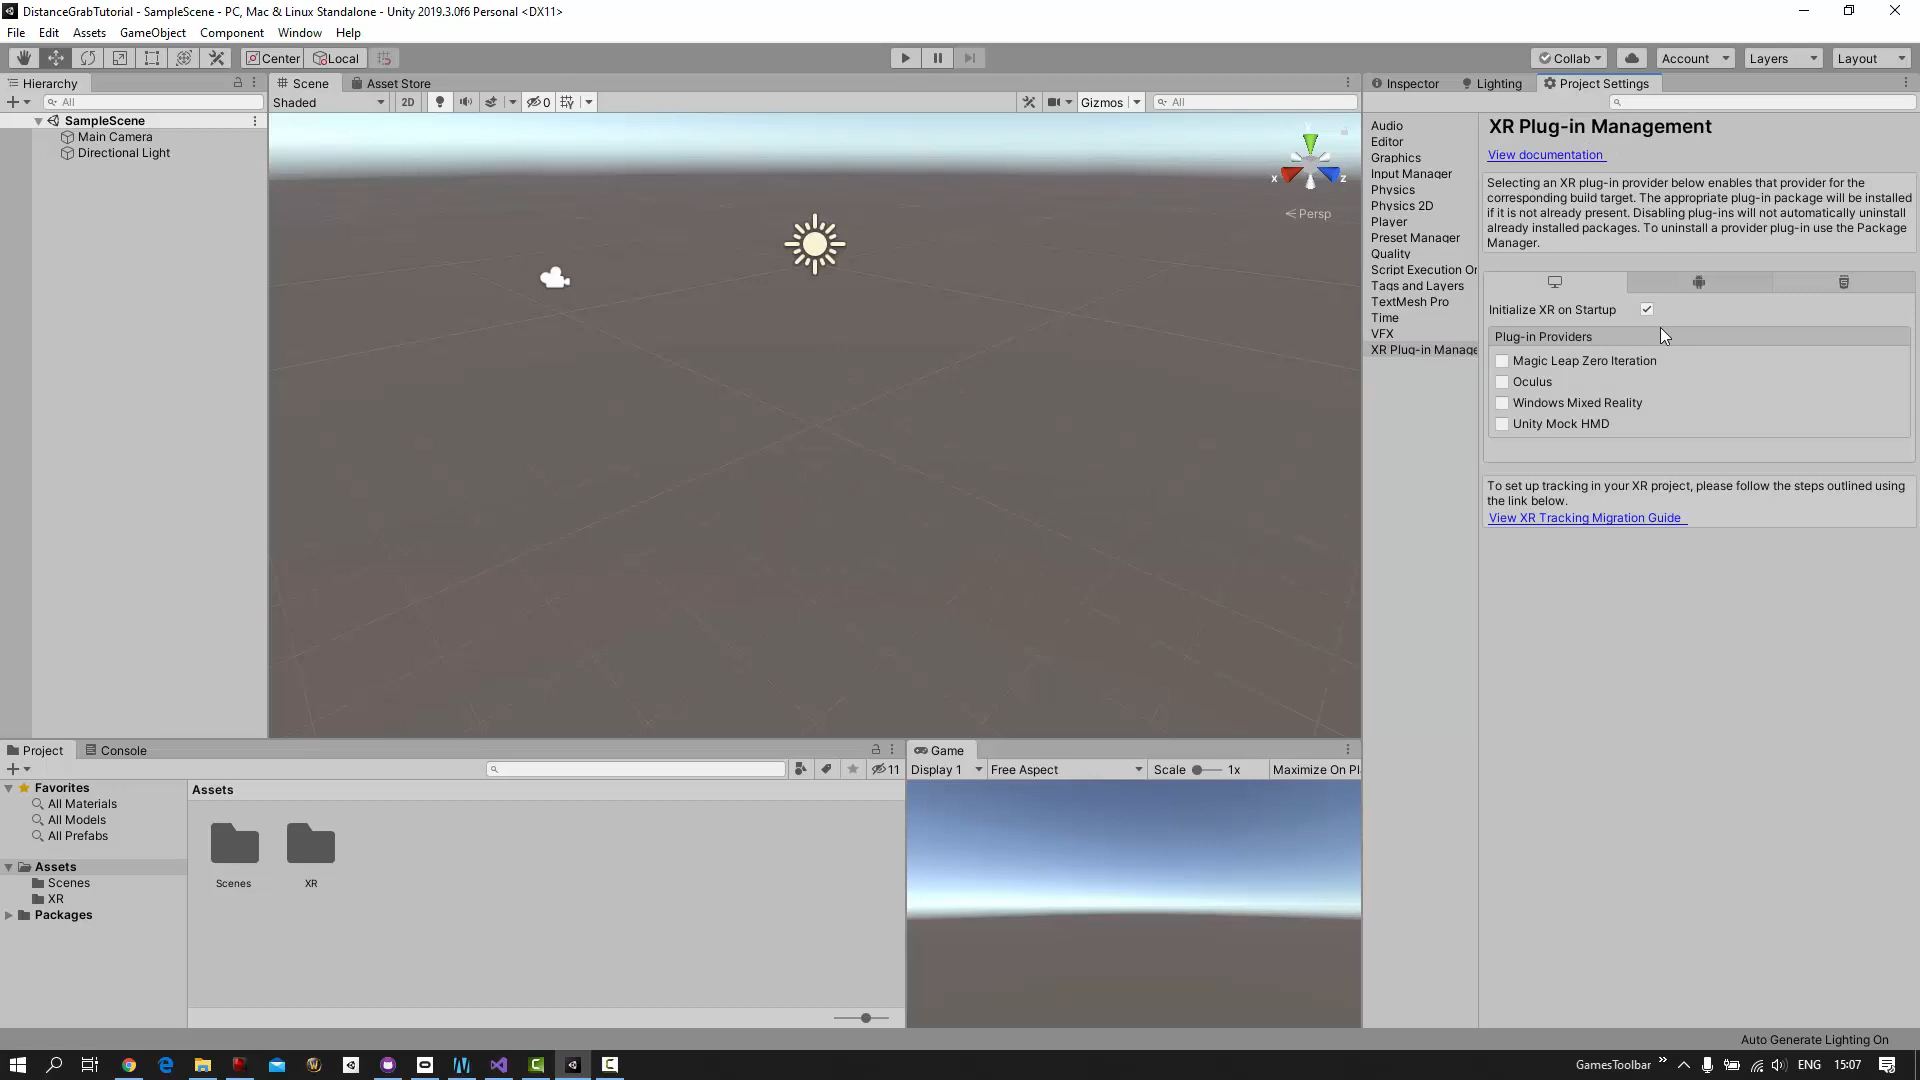 DistanceGrabTutorial - SampleScene - PC, Mac & Linux Standalone - Unity 2019.3.0f6 Personal <DX11>
File Edit Assets GameObject Component Window Help
Center Local
Collab Account Layers Layout
Hierarchy
Scene Asset Store
Inspector Lighting Project Settings
All
Shaded 2D 0 Gizmos All
SampleScene
Main Camera
Directional Light
y
x
z
Persp
Audio
Editor
Graphics
Input Manager
Physics
Physics 2D
Player
Preset Manager
Quality
Script Execution Or
Tags and Layers
TextMesh Pro
Time
VFX
XR Plug-in Manage
XR Plug-in Management
View documentation
Selecting an XR plug-in provider below enables that provider for the
corresponding build target. The appropriate plug-in package will be installed
if it is not already present. Disabling plug-ins will not automatically uninstall
already installed packages. To uninstall a provider plug-in use the Package
Manager.
Initialize XR on Startup
Plug-in Providers
Magic Leap Zero Iteration
Oculus
Windows Mixed Reality
Unity Mock HMD
To set up tracking in your XR project, please follow the steps outlined using
the link below.
View XR Tracking Migration Guide
Project Console
11
Favorites
All Materials
All Models
All Prefabs
Assets
Scenes
XR
Packages
Assets
Scenes XR
Game
Display 1 Free Aspect Scale 1x Maximize On Pl
Auto Generate Lighting On
GamesToolbar ENG 15:07